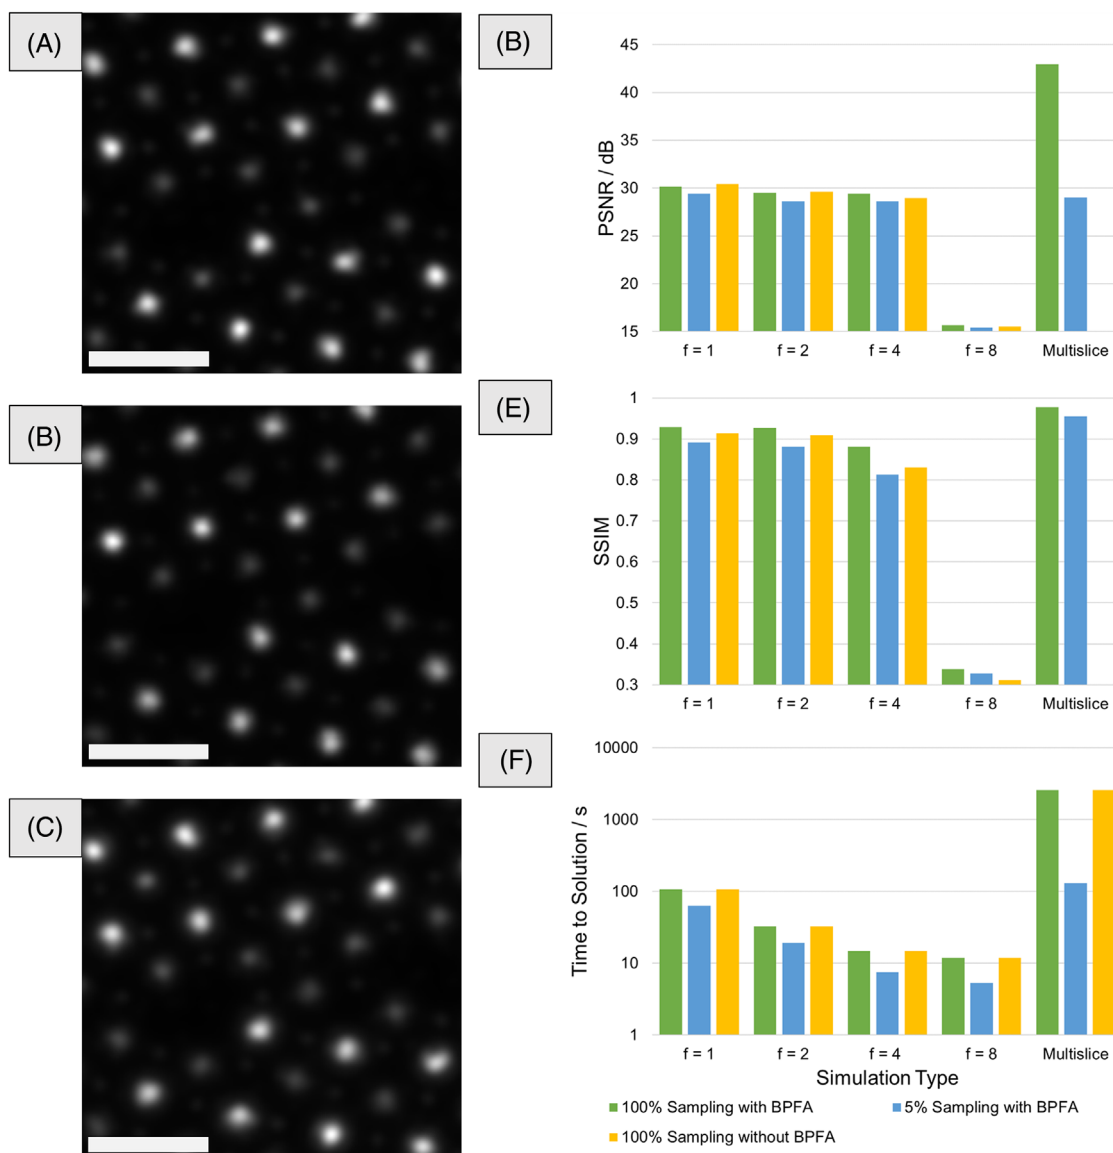 (A)
(B)
(C)
(B)
45
40
35
30
25
20
15
PSNR / dB
f = 1 f = 2 f = 4 f = 8 Multislice
(E)
1
0.9
0.8
0.7
0.6
0.5
0.4
0.3
SSIM
f = 1 f = 2 f = 4 f = 8 Multislice
(F)
10000
1000
100
10
1
Time to Solution / s
f = 1 f = 2 f = 4 f = 8 Multislice
Simulation Type
100% Sampling with BPFA 5% Sampling with BPFA
100% Sampling without BPFA